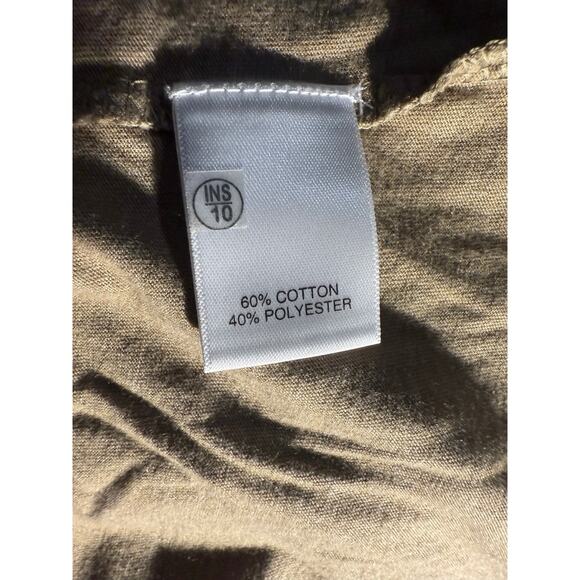 INS
10
60% COTTON
40% POLYESTER